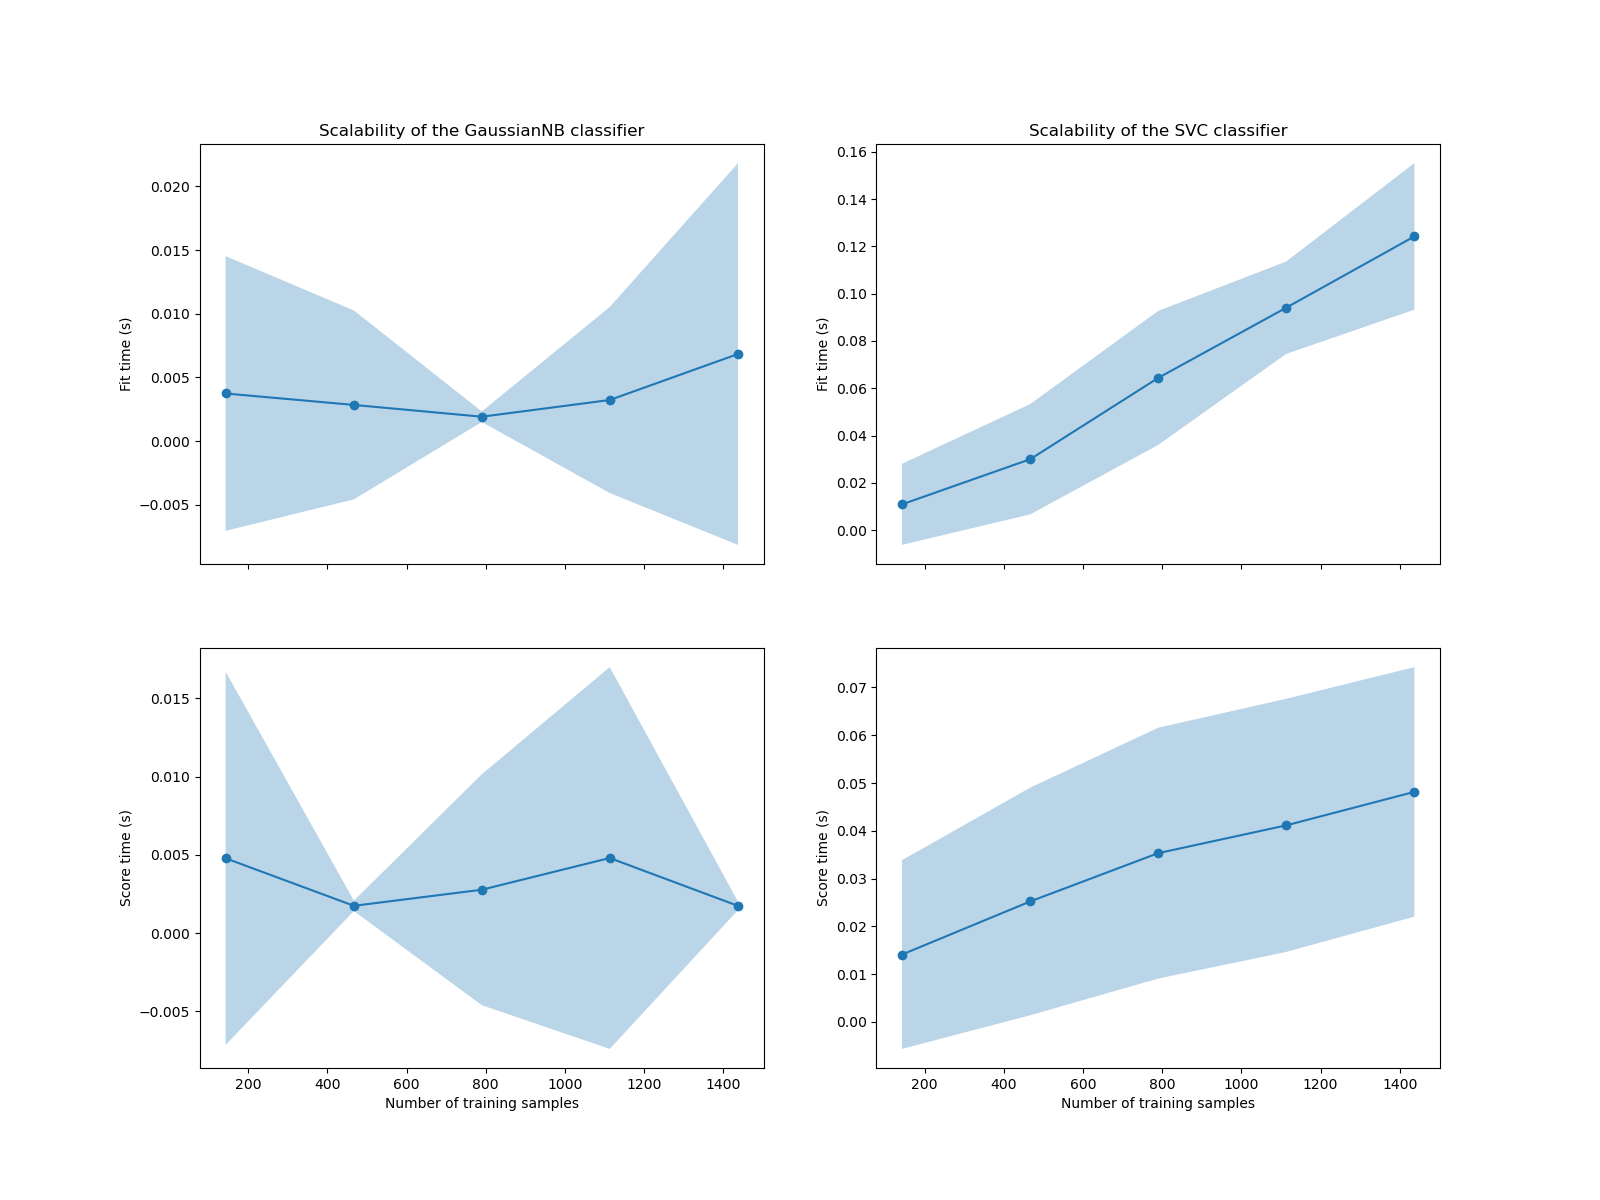 Scalability of the GaussianNB classifier
0.020
0.015
0.010
0.005
0.000
−0.005
Fit time (s)
Scalability of the SVC classifier
0.16
0.14
0.12
0.10
0.08
0.06
0.04
0.02
0.00
Fit time (s)
0.015
0.010
0.005
0.000
−0.005
Score time (s)
200 400 600 800 1000 1200 1400
Number of training samples
0.07
0.06
0.05
0.04
0.03
0.02
0.01
0.00
Score time (s)
200 400 600 800 1000 1200 1400
Number of training samples